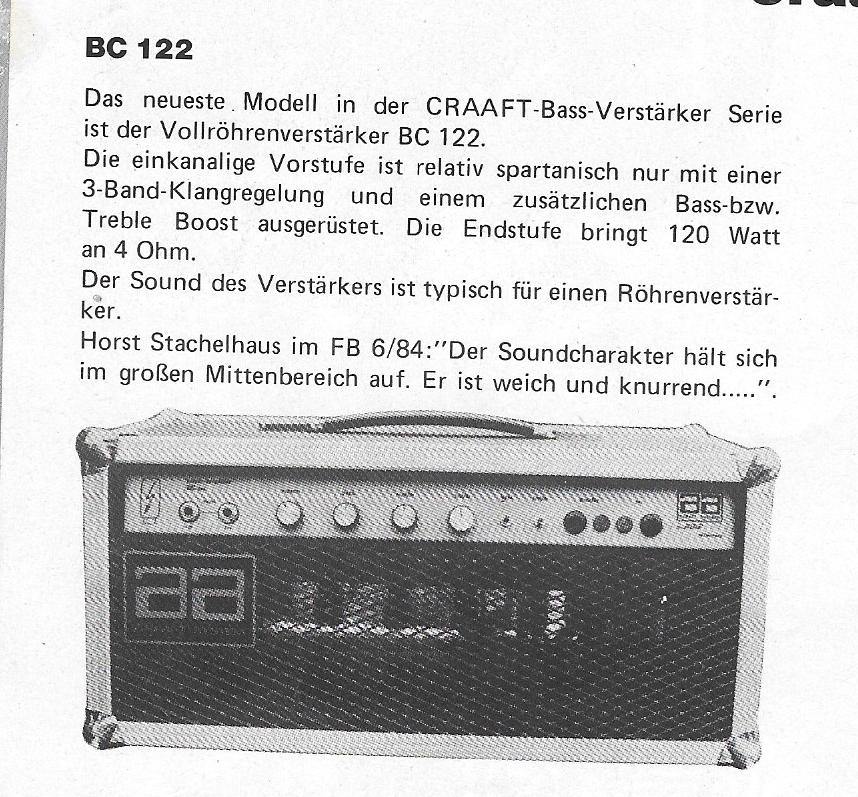 BC 122
Das neueste Modell in der CRAAFT-Bass-Verstärker Serie
ist der Vollröhrenverstärker BC 122.
Die einkanalige Vorstufe ist relativ spartanisch nur mit einer
3-Band-Klangregelung und einem zusätzlichen Bass-bzw.
Treble Boost ausgerüstet. Die Endstufe bringt 120 Watt
an 4 Ohm.
Der Sound des Verstärkers ist typisch für einen Röhrenverstär-
ker.
Horst Stachelhaus im FB 6/84:"Der Soundcharakter hält sich
im großen Mittenbereich auf. Er ist weich und knurrend.....".
aa
aa